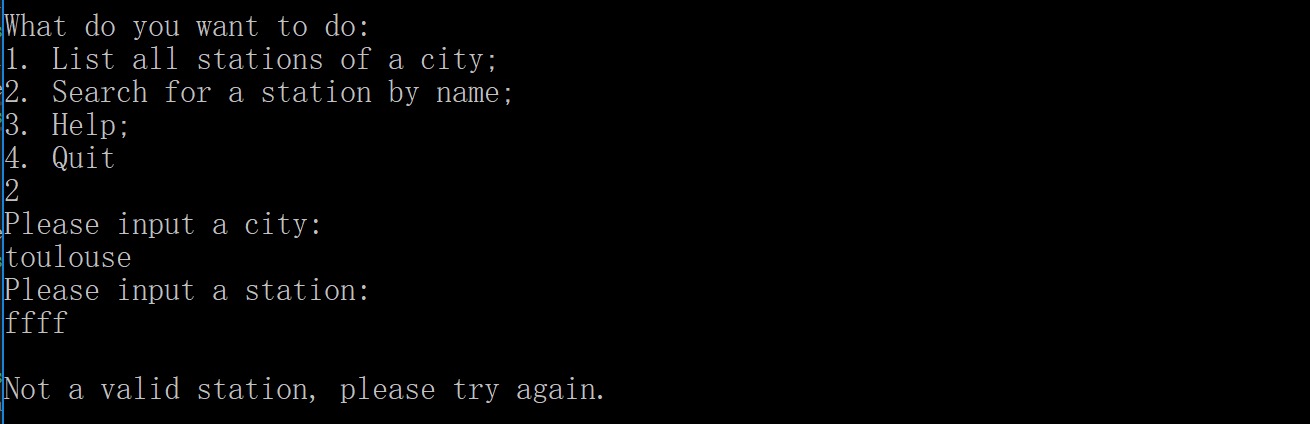 What do you want to do:
1. List all stations of a city;
2. Search for a station by name;
3. Help;
4. Quit
2
Please input a city:
toulouse
Please input a station:
ffff
Not a valid station, please try again.